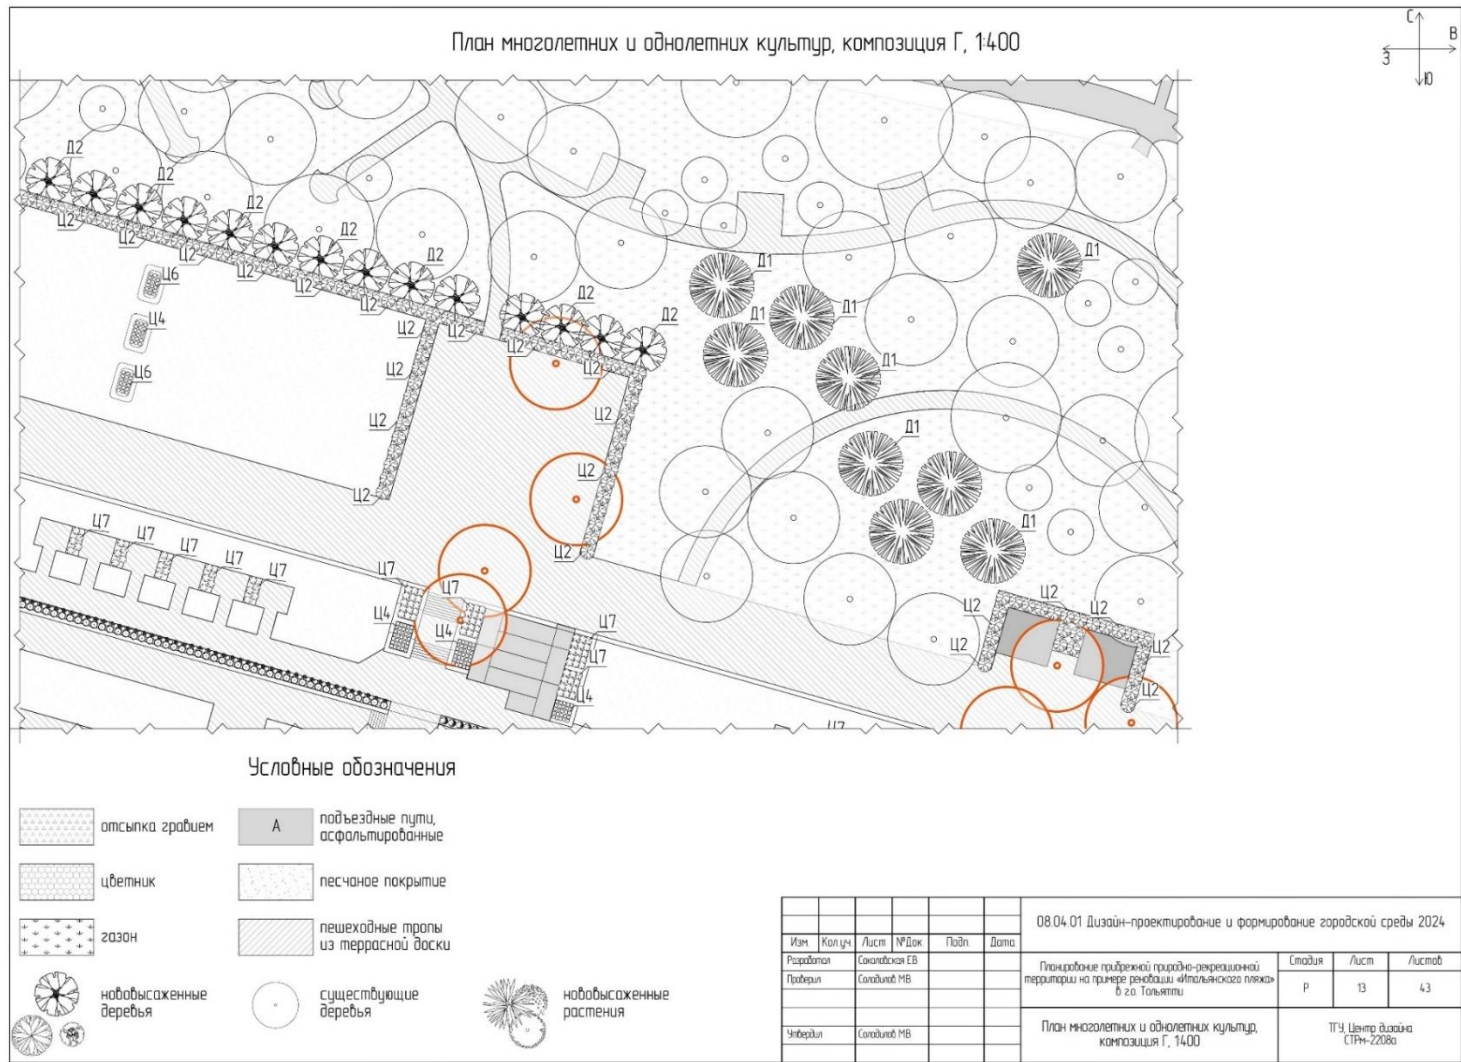 План многолетних и однолетних культур, композиция Г, 1:400
С
В
З
Ю
Д2
Д2
Д2
Д2
Д2
Д2
Д2
Ц2
Ц2
Ц2
Ц2
Ц2
Ц2
Ц2
Ц2
Ц2
Ц2
Ц2
Ц6
Ц4
Ц6
Ц2
Ц2
Ц2
Ц2
Ц2
Ц2
Д1
Д1
Д1
Д1
Д1
Д1
Д1
Ц7
Ц7
Ц7
Ц7
Ц7
Ц7
Ц7
Ц4
Ц4
Ц7
Ц7
Ц4
Ц7
Ц2
Ц2
Ц2
Ц2
Ц2
Ц2
Условные обозначения
отсыпка гравием
цветник
газон
нововысаженные
деревья
А
подъездные пути,
асфальтированные
песчаное покрытие
пешеходные тропы
из террасной доски
существующие
деревья
нововысаженные
растения
08.04.01 Дизайн-проектирование и формирование городской среды 2024
Изм. Кол.уч Лист №Док. Подп. Дата
Разработал Соколовская ЕВ
Проверил Солодилов МВ
Утвердил Солодилов МВ
Планирование прибрежной природно-рекреационной
территории на примере реновации «Итальянского пляжа»
в г.о. Тольятти
Стадия Лист Листов
Р 13 43
План многолетних и однолетних культур,
композиция Г, 1:400
ТГУ, Центр дизайна
СТРм-2208а